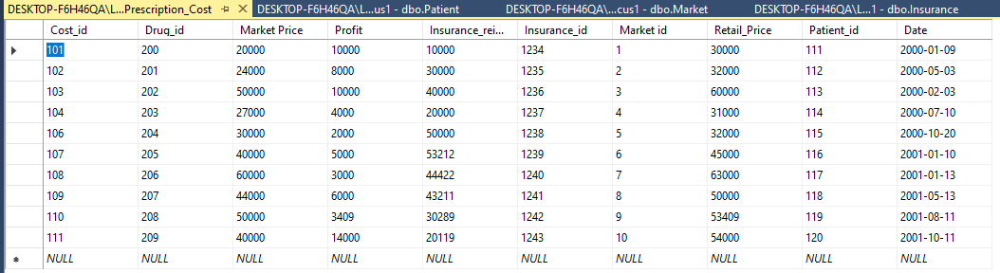 DESKTOP-F6H46QA\L...Prescription_Cost DESKTOP-F6H46QA\L...us1 - dbo.Patient DESKTOP-F6H46QA\...cus1 - dbo.Market DESKTOP-F6H46QA\L...1 - dbo.Insurance
Cost_id Drug_id Market Price Profit Insurance_rei... Insurance_id Market id Retail_Price Patient_id Date
101 200 20000 10000 10000 1234 1 30000 111 2000-01-09
102 201 24000 8000 30000 1235 2 32000 112 2000-05-03
103 202 50000 10000 40000 1236 3 60000 113 2000-02-03
104 203 27000 4000 20000 1237 4 31000 114 2000-07-10
106 204 30000 2000 50000 1238 5 32000 115 2000-10-20
107 205 40000 5000 53212 1239 6 45000 116 2001-01-10
108 206 60000 3000 44422 1240 7 63000 117 2001-01-13
109 207 44000 6000 43211 1241 8 50000 118 2001-05-13
110 208 50000 3409 30289 1242 9 53409 119 2001-08-11
111 209 40000 14000 20119 1243 10 54000 120 2001-10-11
NULL NULL NULL NULL NULL NULL NULL NULL NULL NULL